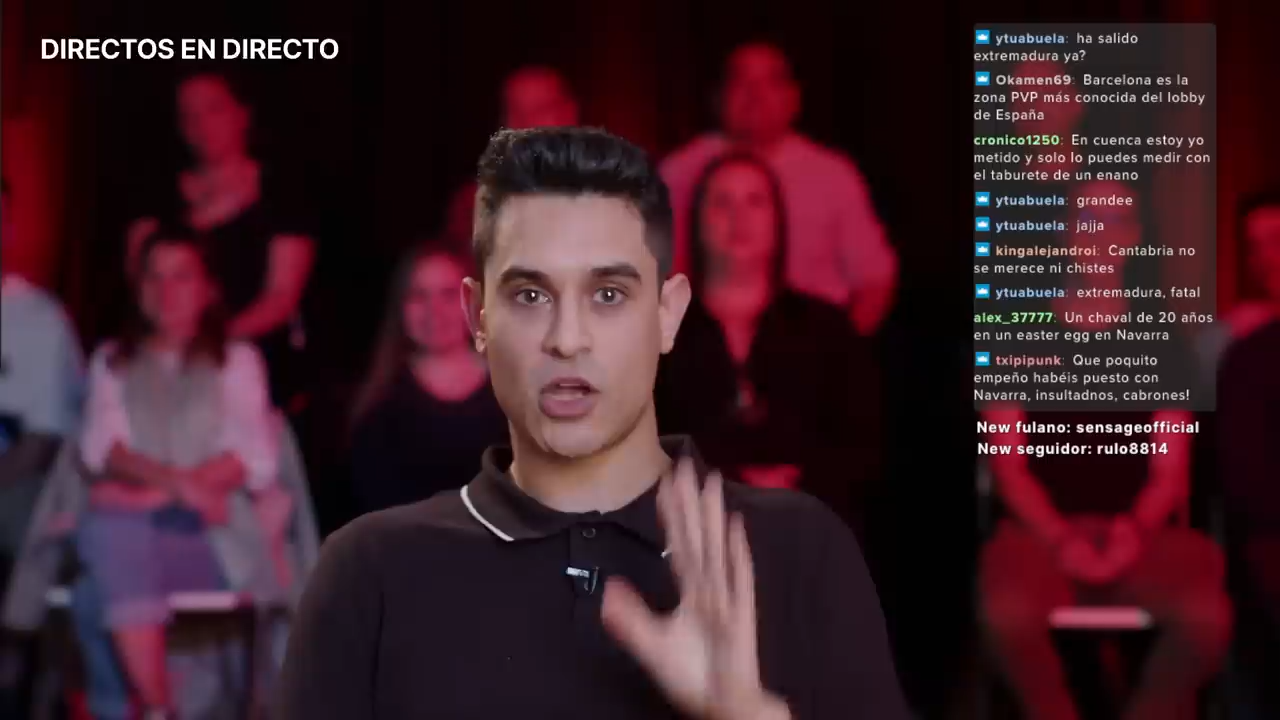 DIRECTOS EN DIRECTO
ytuabuela: ha salido
extremadura ya?
Okamen69: Barcelona es la
zona PVP más conocida del lobby
de España
cronico1250: En cuenca estoy yo
metido y solo lo puedes medir con
el taburete de un enano
ytuabuela: grandee
ytuabuela: jajja
kingalejandroi: Cantabria no
se merece ni chistes
ytuabuela: extremadura, fatal
alex_37777: Un chaval de 20 años
en un easter egg en Navarra
txipipunk: Que poquito
empeño habéis puesto con
Navarra, insultadnos, cabrones!
New fulano: sensageofficial
New seguidor: rulo8814